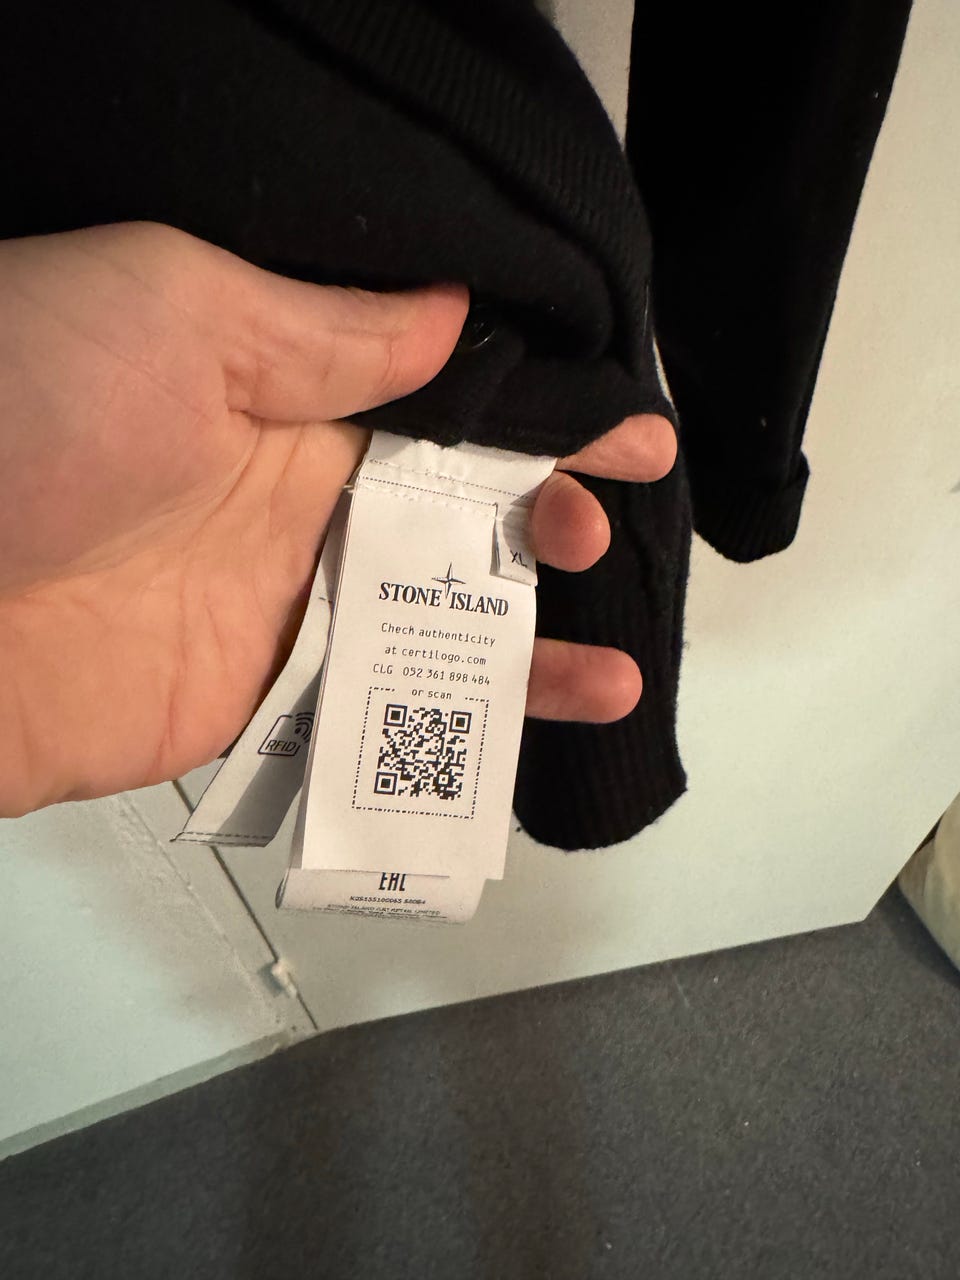 XL
STONE ISLAND
Check authenticity
at certilogo.com
CLG 052 361 898 484
or scan
RFID
EAC